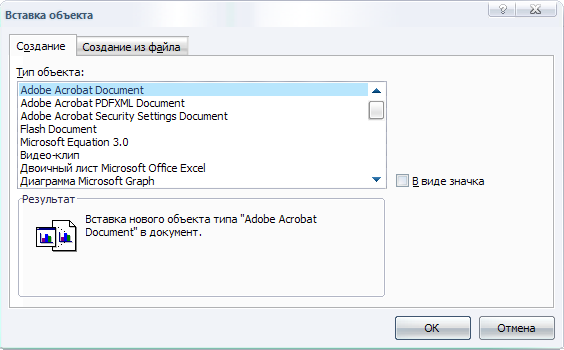 Вставка объекта
Создание
Создание из файла
Тип объекта:
Adobe Acrobat Document
Adobe Acrobat PDFXML Document
Adobe Acrobat Security Settings Document
Flash Document
Microsoft Equation 3.0
Видео-клип
Двоичный лист Microsoft Office Excel
Диаграмма Microsoft Graph
В виде значка
Результат
Вставка нового объекта типа "Adobe Acrobat
Document" в документ.
OK
Отмена